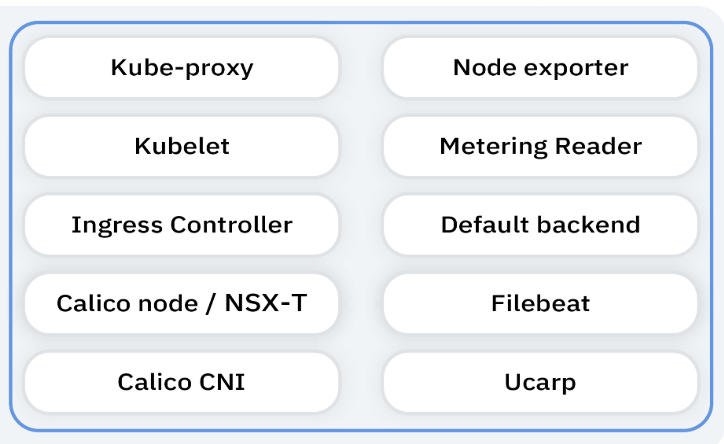 Kube-proxy
Node exporter
Kubelet
Metering Reader
Ingress Controller
Default backend
Calico node / NSX-T
Filebeat
Calico CNI
Ucarp